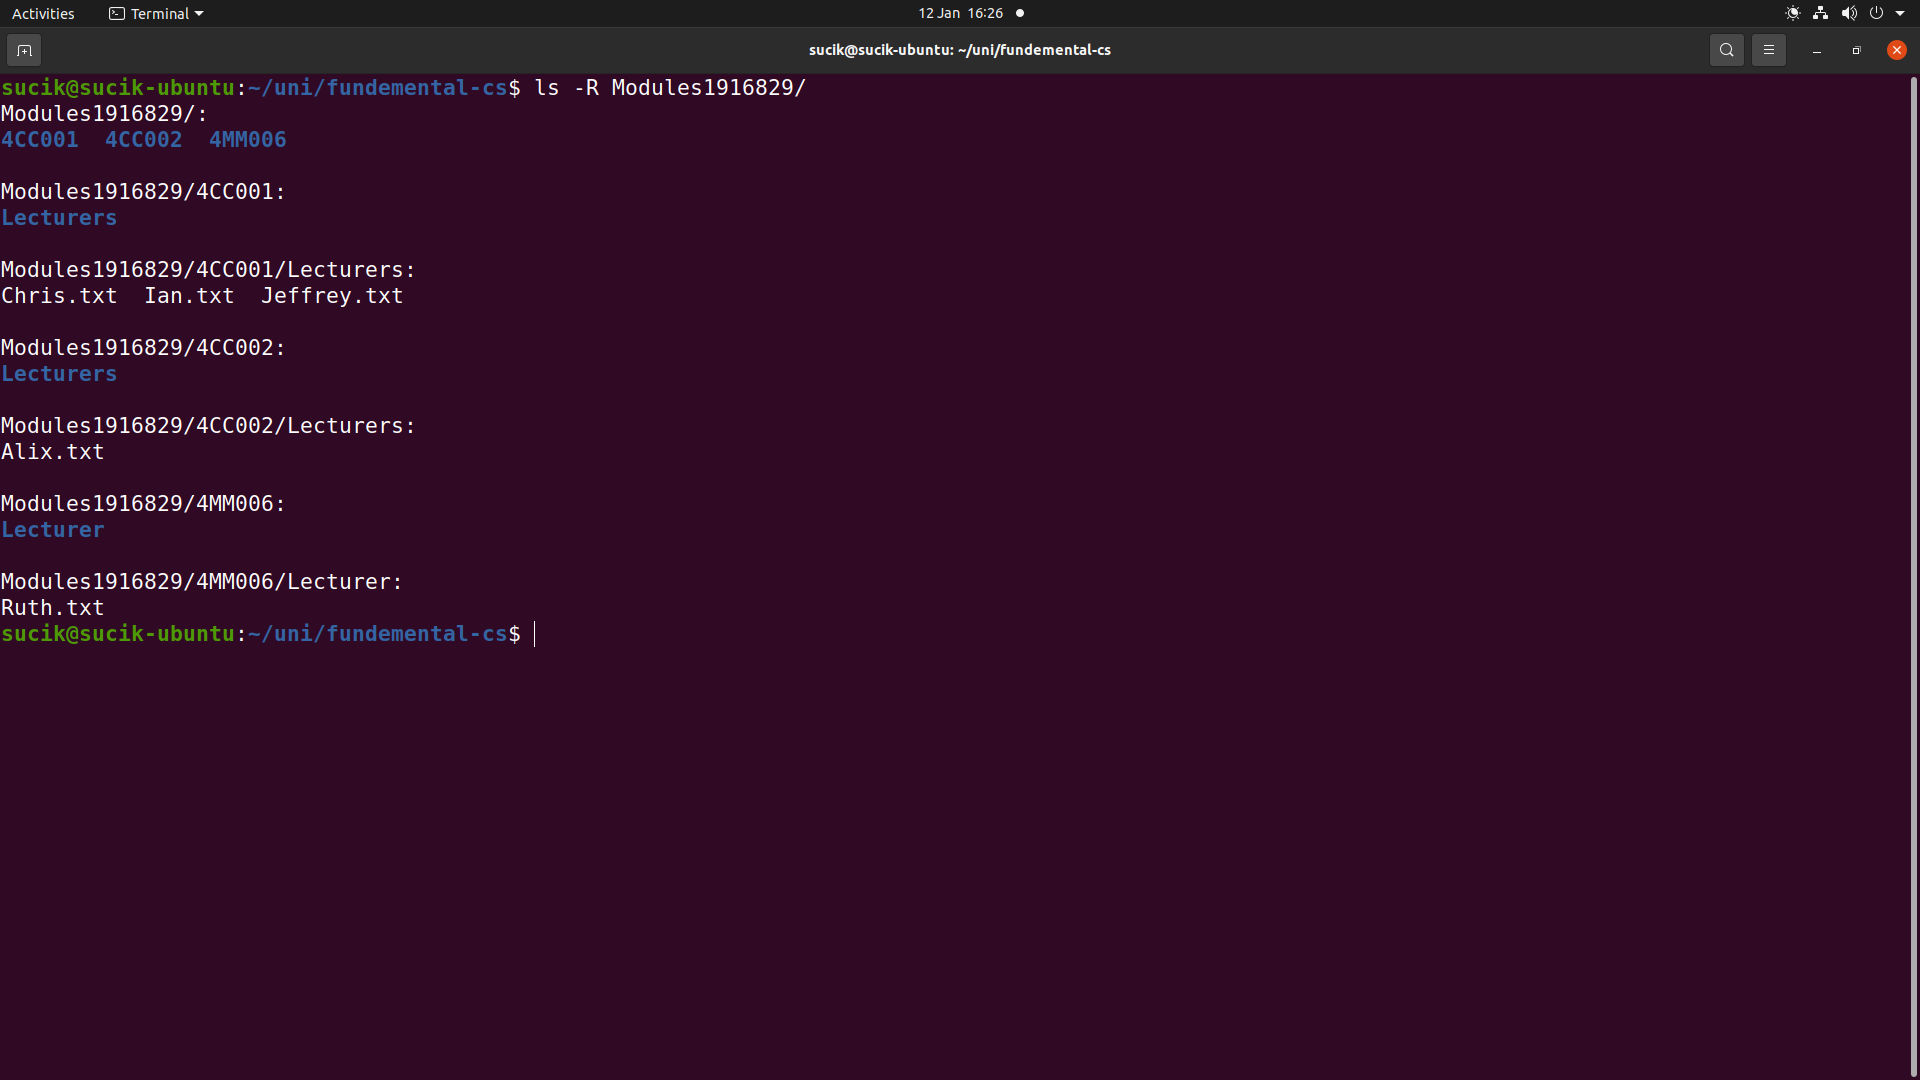 Activities Terminal 12 Jan 16:26
sucik@sucik-ubuntu: ~/uni/fundemental-cs
sucik@sucik-ubuntu:~/uni/fundemental-cs$ ls -R Modules1916829/
Modules1916829/:
4CC001  4CC002  4MM006

Modules1916829/4CC001:
Lecturers

Modules1916829/4CC001/Lecturers:
Chris.txt  Ian.txt  Jeffrey.txt

Modules1916829/4CC002:
Lecturers

Modules1916829/4CC002/Lecturers:
Alix.txt

Modules1916829/4MM006:
Lecturer

Modules1916829/4MM006/Lecturer:
Ruth.txt
sucik@sucik-ubuntu:~/uni/fundemental-cs$